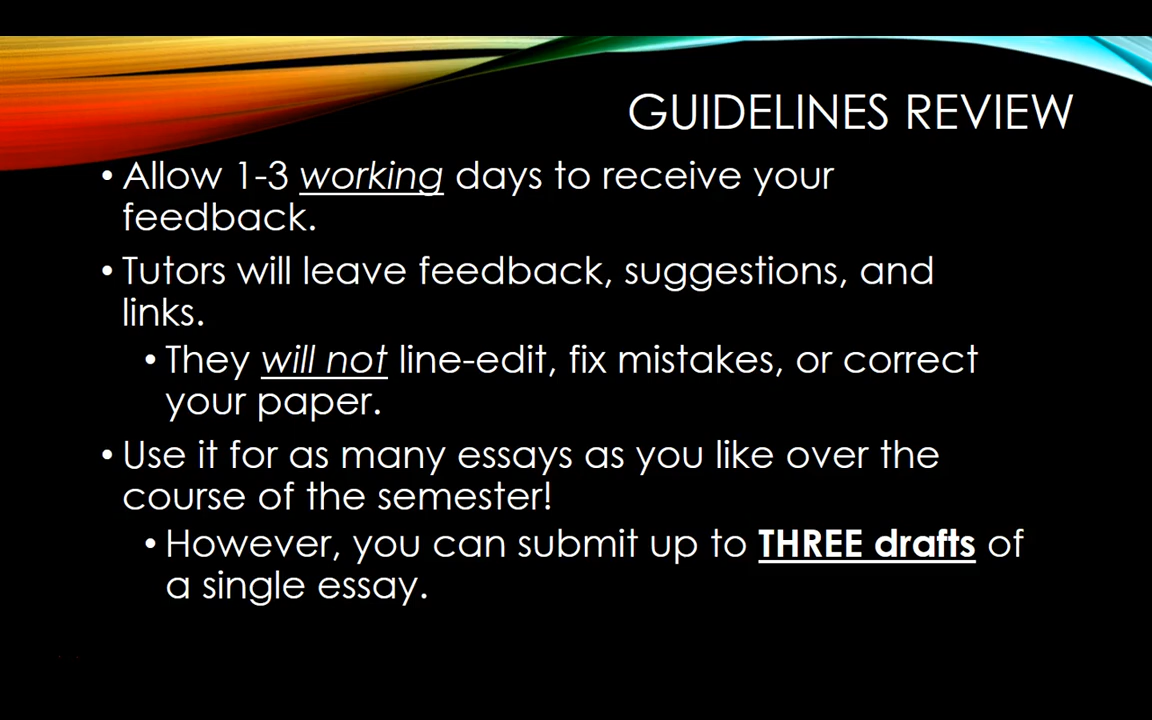 GUIDELINES REVIEW
• Allow 1-3 working days to receive your
feedback.
• Tutors will leave feedback, suggestions, and
links.
• They will not line-edit, fix mistakes, or correct
your paper.
• Use it for as many essays as you like over the
course of the semester!
• However, you can submit up to THREE drafts of
a single essay.